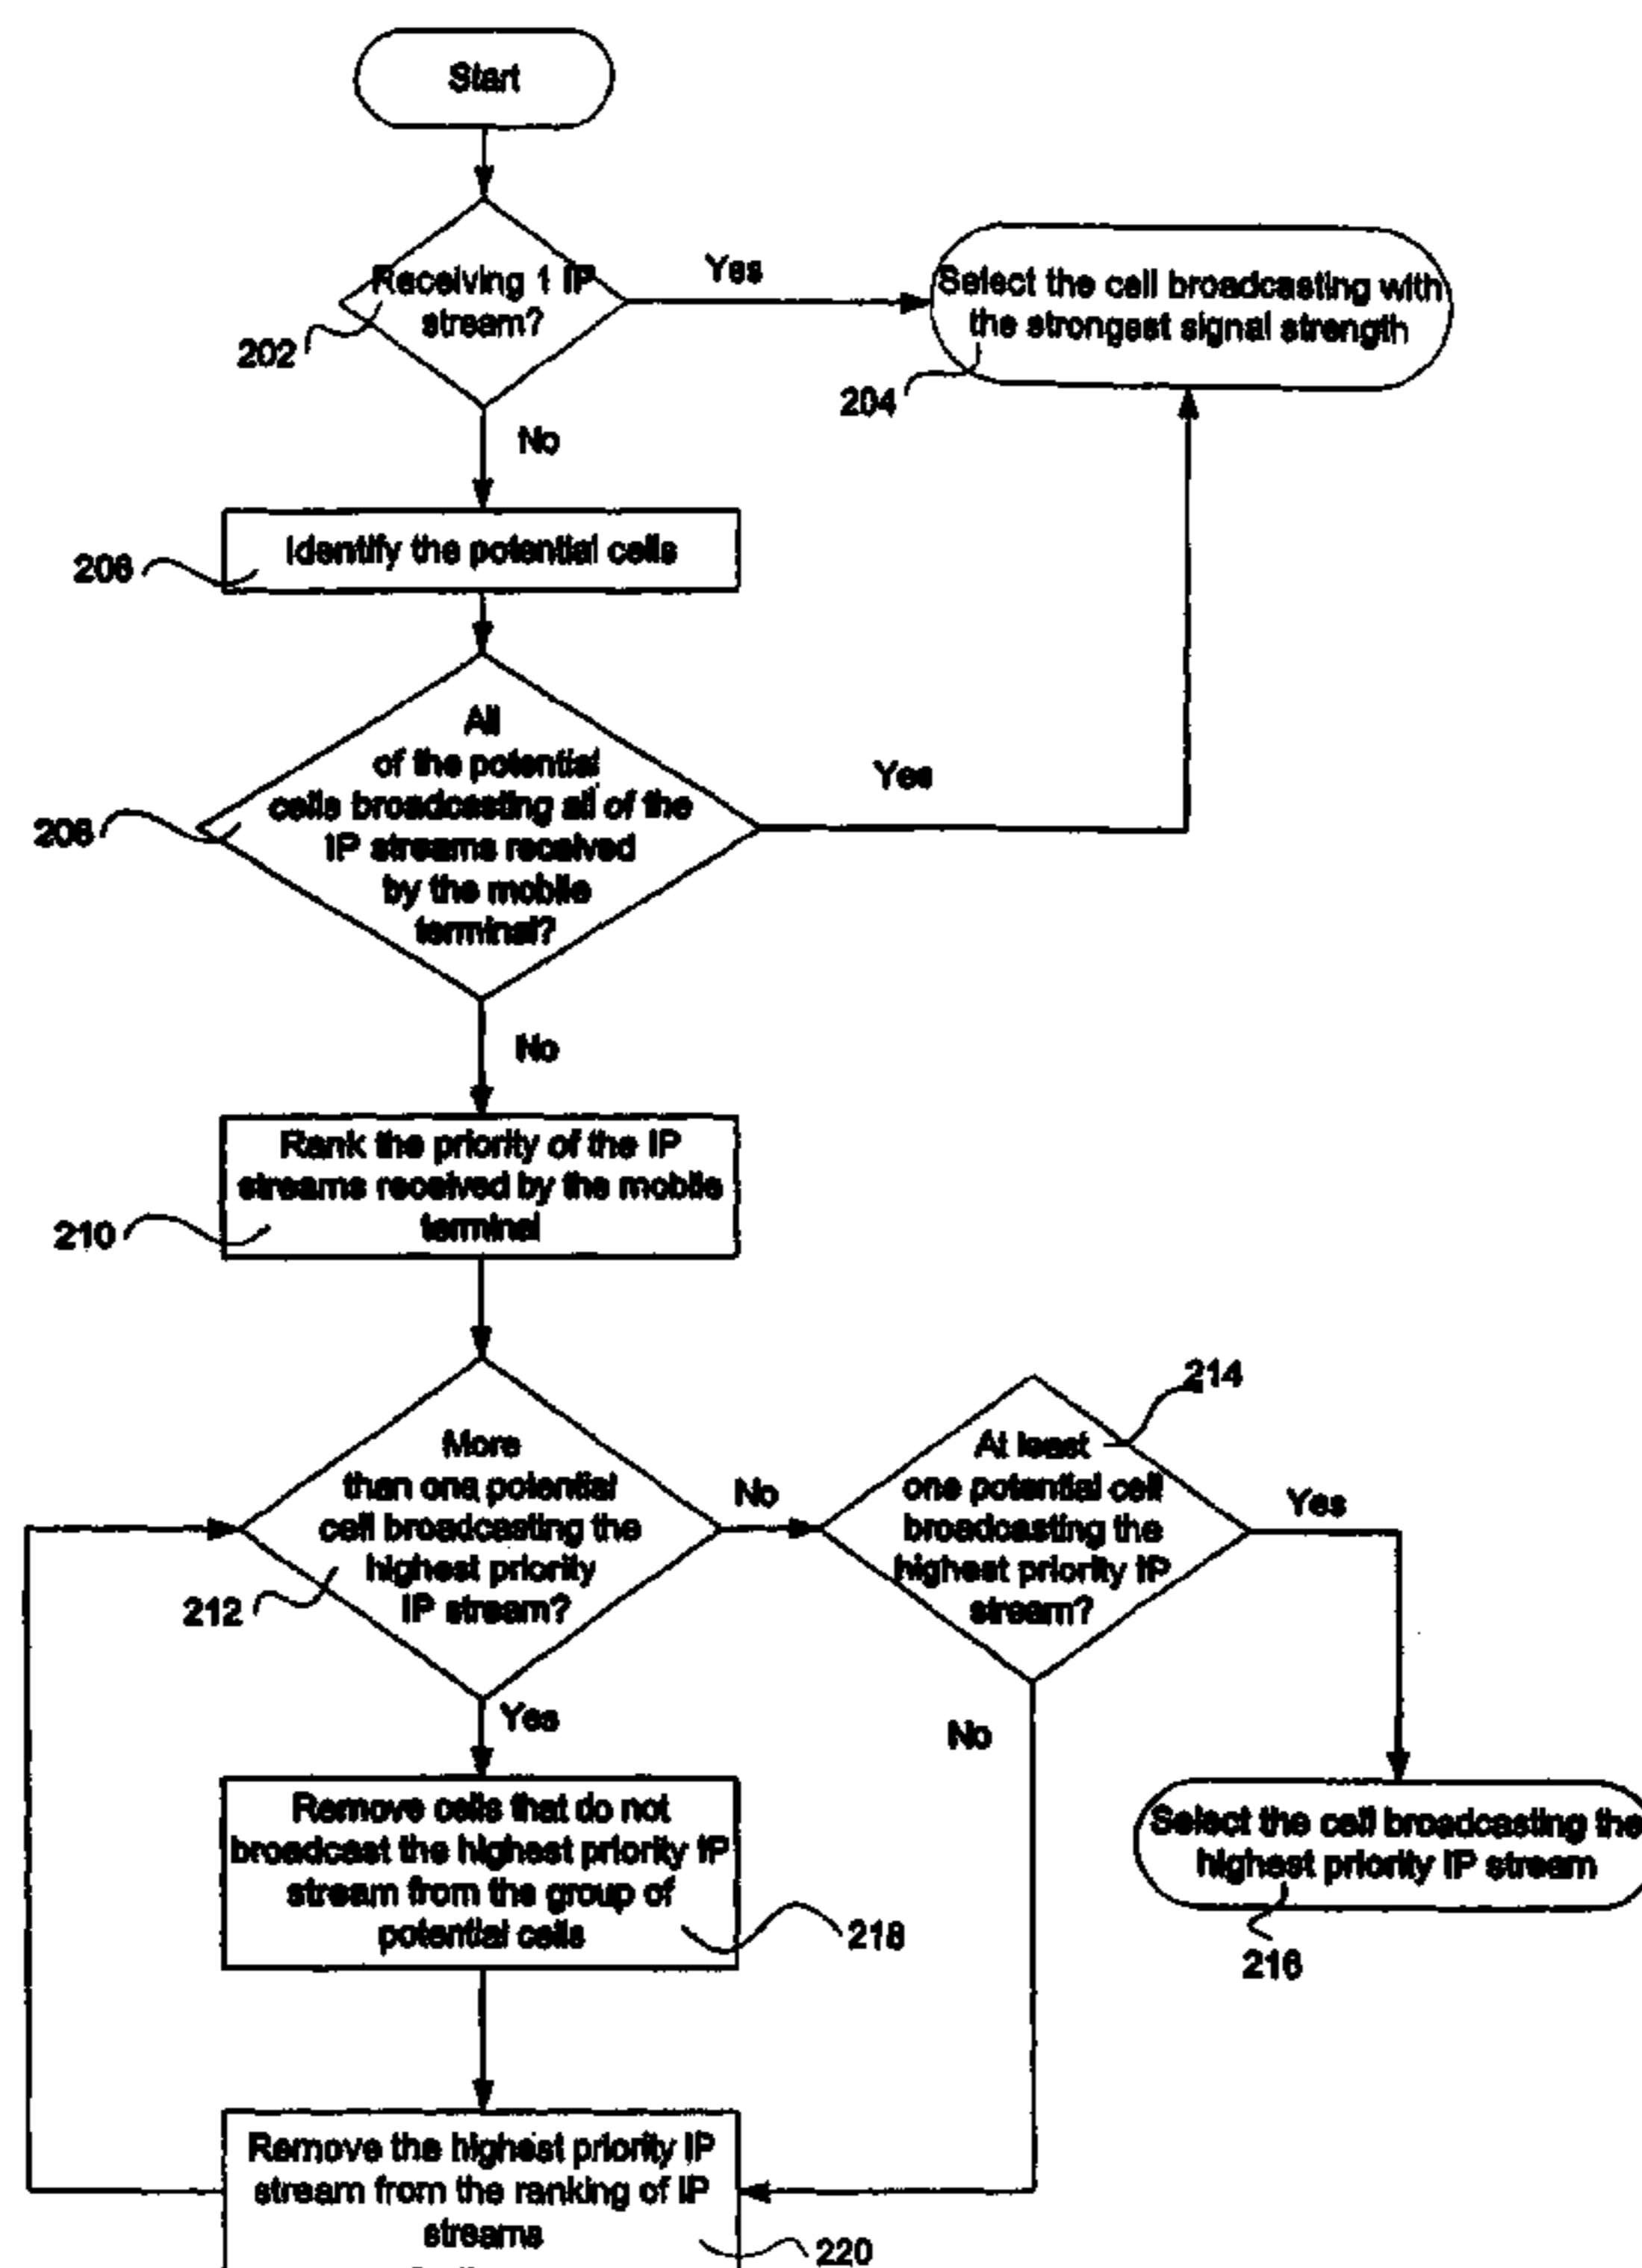 Start
Receiving 1 IP
stream?
Yes
202
Select the cell broadcasting with
the strongest signal strength
204
No
Identify the potential cells
206
All
of the potential
cells broadcasting all of the
IP streams received
by the mobile
terminal?
Yes
208
No
Rank the priority of the IP
streams received by the mobile
terminal
210
More
than one potential
cell broadcasting the
highest priority
IP stream?
212
No
214
At least
one potential cell
broadcasting the
highest priority IP
stream?
Yes
Yes
No
Remove cells that do not
broadcast the highest priority IP
stream from the group of
potential cells
218
Select the cell broadcasting the
highest priority IP stream
216
Remove the highest priority IP
stream from the ranking of IP
streams
220